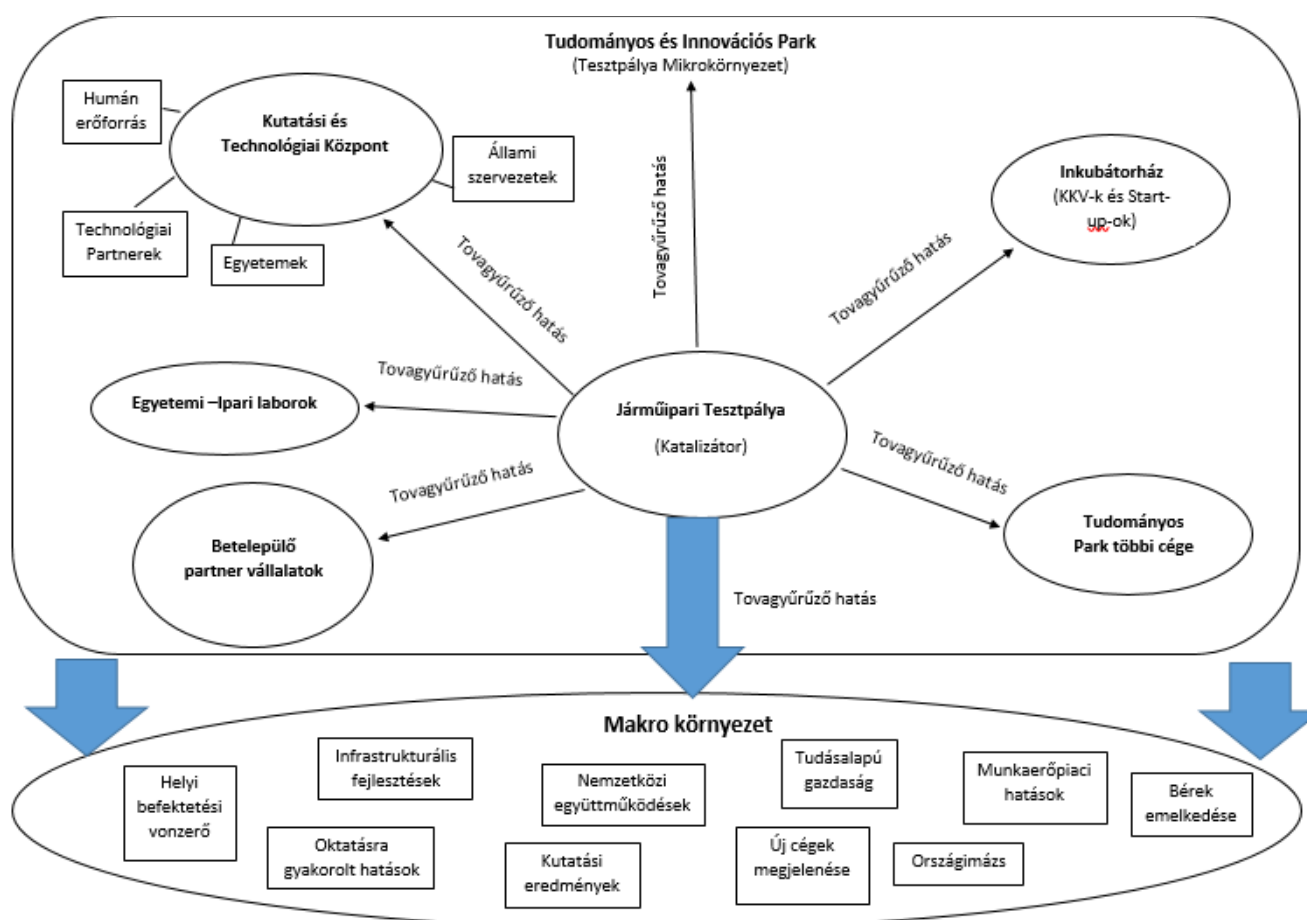 Tudományos és Innovációs Park
(Tesztpálya Mikrokörnyezet)
Humán
erőforrás
Kutatási és
Technológiai Központ
Állami
szervezetek
Technológiai
Partnerek
Egyetemek
Tovagyűrűző hatás
Tovagyűrűző hatás
Inkubátorház
(KKV-k és Start-
up-ok)
Tovagyűrűző hatás
Tovagyűrűző hatás
Egyetemi –Ipari laborok
Járműipari Tesztpálya
(Katalizátor)
Tovagyűrűző hatás
Tovagyűrűző hatás
Betelepülő
partner vállalatok
Tudományos
Park többi cége
Tovagyűrűző hatás
Makro környezet
Helyi
befektetési
vonzerő
Infrastrukturális
fejlesztések
Nemzetközi
együttműködések
Tudásalapú
gazdaság
Munkaerőpiaci
hatások
Bérek
emelkedése
Oktatásra
gyakorolt hatások
Kutatási
eredmények
Új cégek
megjelenése
Országimázs